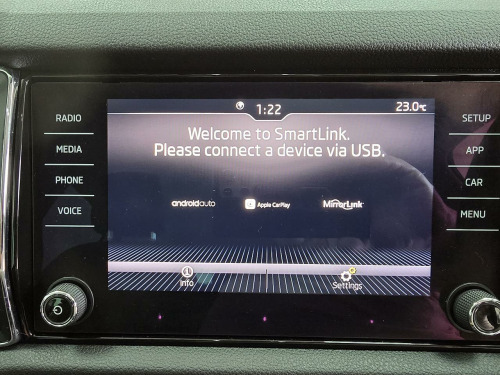 1:22
23.0°C
RADIO
MEDIA
PHONE
VOICE
Welcome to SmartLink.
Please connect a device via USB.
androidauto
Apple CarPlay
MirrorLink
Info
Settings
SETUP
APP
CAR
MENU